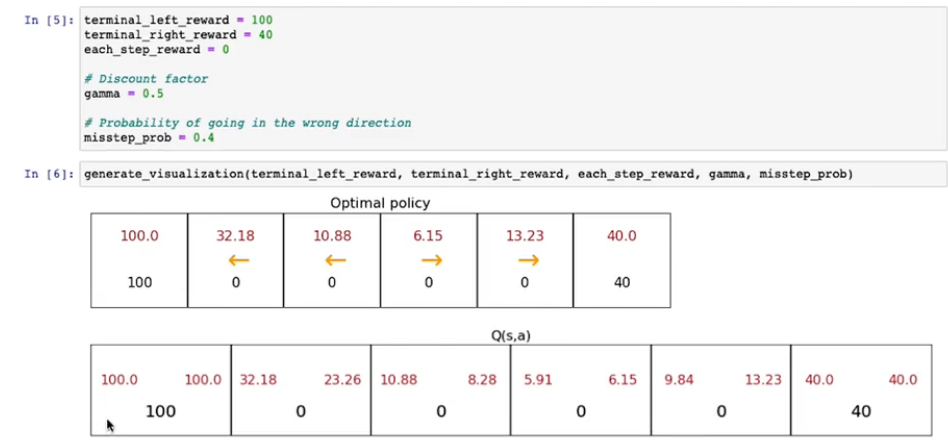 In [5]: terminal_left_reward = 100
terminal_right_reward = 40
each_step_reward = 0
# Discount factor
gamma = 0.5
# Probability of going in the wrong direction
misstep_prob = 0.4
In [6]: generate_visualization(terminal_left_reward, terminal_right_reward, each_step_reward, gamma, misstep_prob)
Optimal policy
100.0 32.18 10.88 6.15 13.23 40.0
← ← → →
100 0 0 0 0 40
Q(s,a)
100.0 100.0 32.18 23.26 10.88 8.28 5.91 6.15 9.84 13.23 40.0 40.0
100 0 0 0 0 40